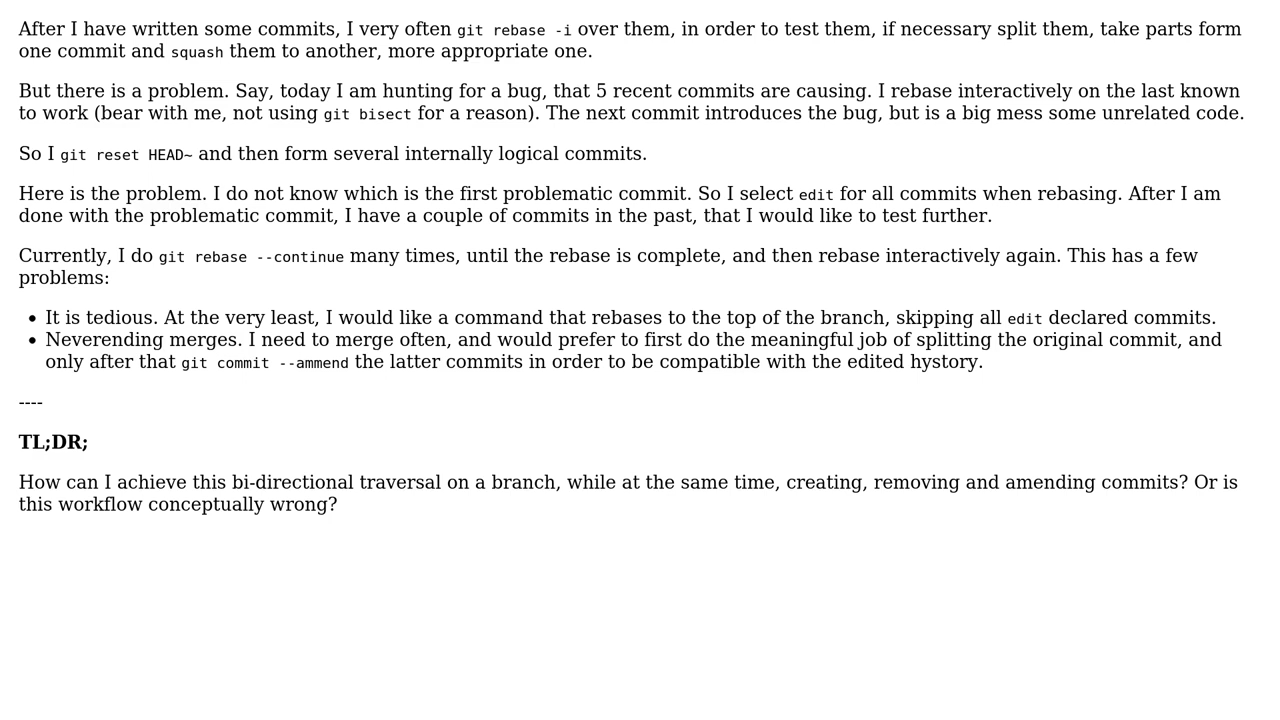 After I have written some commits, I very often git rebase -i over them, in order to test them, if necessary split them, take parts form
one commit and squash them to another, more appropriate one.
But there is a problem. Say, today I am hunting for a bug, that 5 recent commits are causing. I rebase interactively on the last known
to work (bear with me, not using git bisect for a reason). The next commit introduces the bug, but is a big mess some unrelated code.
So I git reset HEAD~ and then form several internally logical commits.
Here is the problem. I do not know which is the first problematic commit. So I select edit for all commits when rebasing. After I am
done with the problematic commit, I have a couple of commits in the past, that I would like to test further.
Currently, I do git rebase --continue many times, until the rebase is complete, and then rebase interactively again. This has a few
problems:
• It is tedious. At the very least, I would like a command that rebases to the top of the branch, skipping all edit declared commits.
• Neverending merges. I need to merge often, and would prefer to first do the meaningful job of splitting the original commit, and
only after that git commit --ammend the latter commits in order to be compatible with the edited hystory.
----
TL;DR;
How can I achieve this bi-directional traversal on a branch, while at the same time, creating, removing and amending commits? Or is
this workflow conceptually wrong?